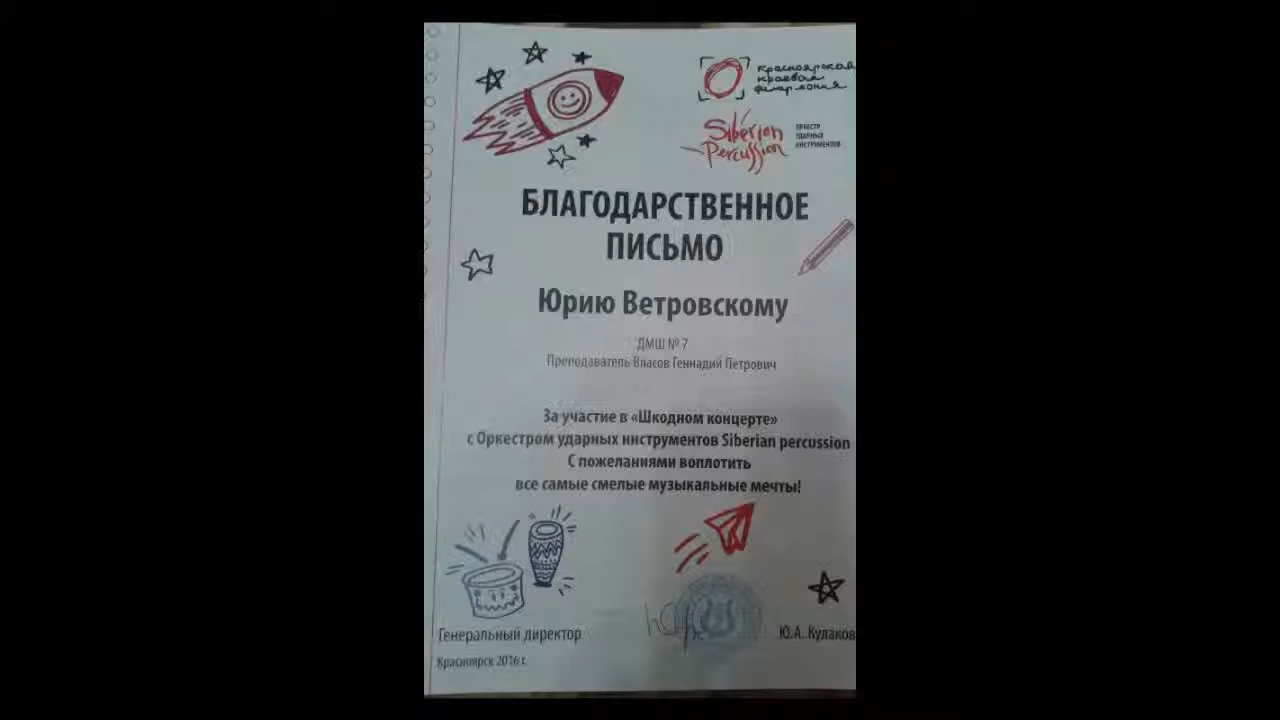 красноярская
краевая
филармония
Siberian
Percussion
ОРКЕСТР
УДАРНЫХ
ИНСТРУМЕНТОВ
БЛАГОДАРСТВЕННОЕ
ПИСЬМО
Юрию Ветровскому
ДМШ № 7
Преподаватель Власов Геннадий Петрович
За участие в «Шкодном концерте»
с Оркестром ударных инструментов Siberian percussion
С пожеланиями воплотить
все самые смелые музыкальные мечты!
Генеральный директор
Ю.А. Кулаков
Красноярск 2016 г.